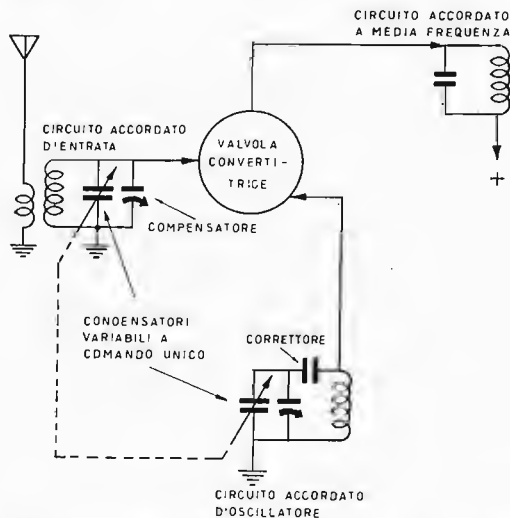 CIRCUITO ACCORDATO
A MEDIA FREQUENZA
CIRCUITO ACCORDATO
D'ENTRATA
VALVOLA
CONVERTI-
TRICE
+
COMPENSATORE
CONDENSATORI
VARIABILI A
COMANDO UNICO
CORRETTORE
CIRCUITO ACCORDATO
D'OSCILLATORE